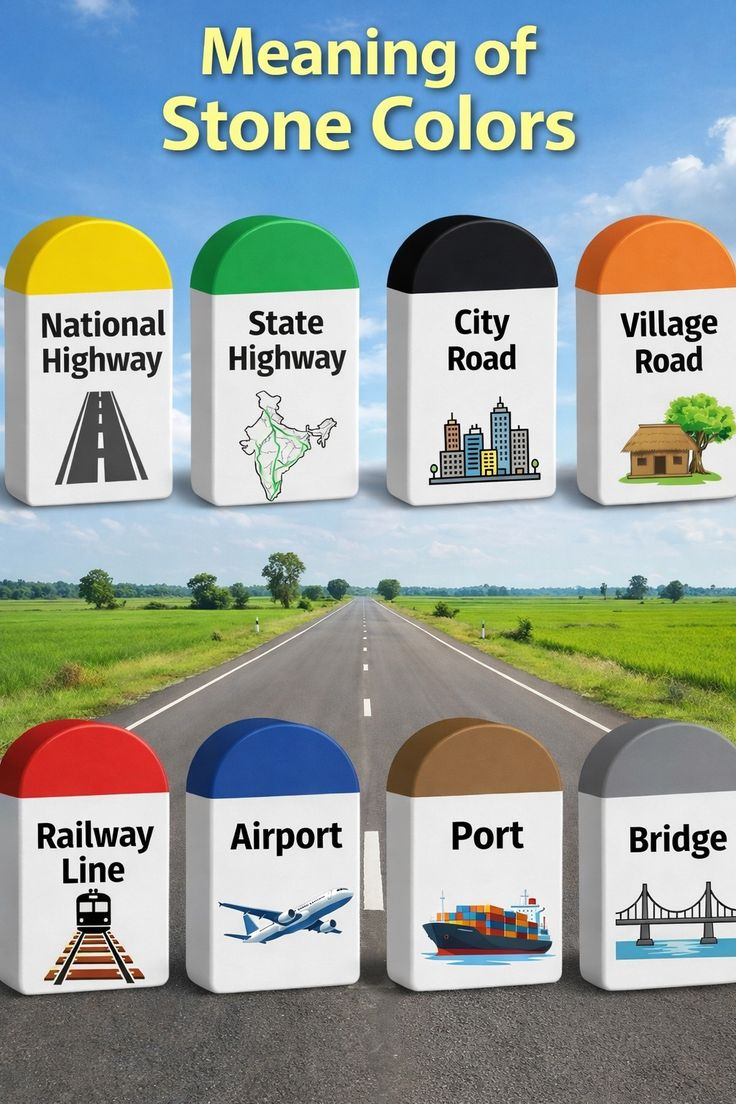 Meaning of
Stone Colors
National
Highway
State
Highway
City
Road
Village
Road
Railway
Line
Airport
Port
Bridge